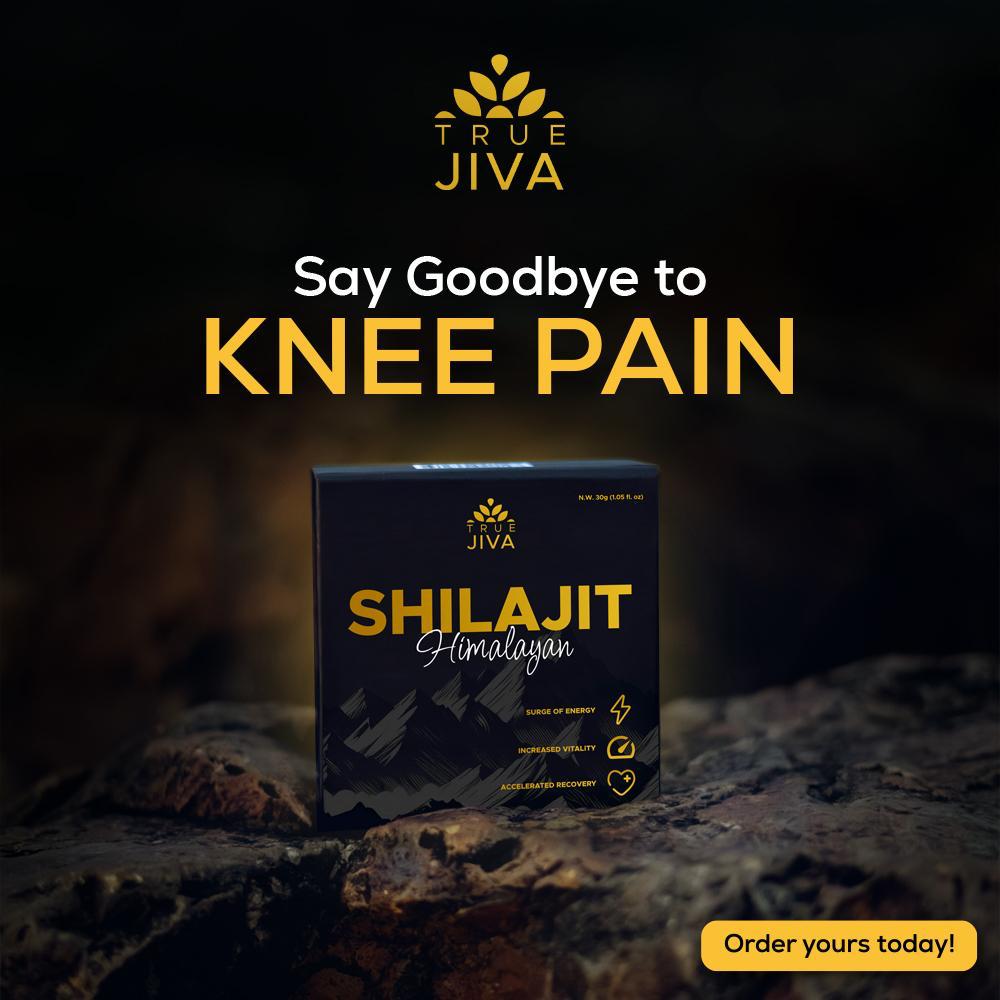 TRUE
JIVA
Say Goodbye to
KNEE PAIN
N.W. 30g (1.05 fl. oz)
TRUE
JIVA
SHILAJIT
Himalayan
SURGE OF ENERGY
INCREASED VITALITY
ACCELERATED RECOVERY
Order yours today!